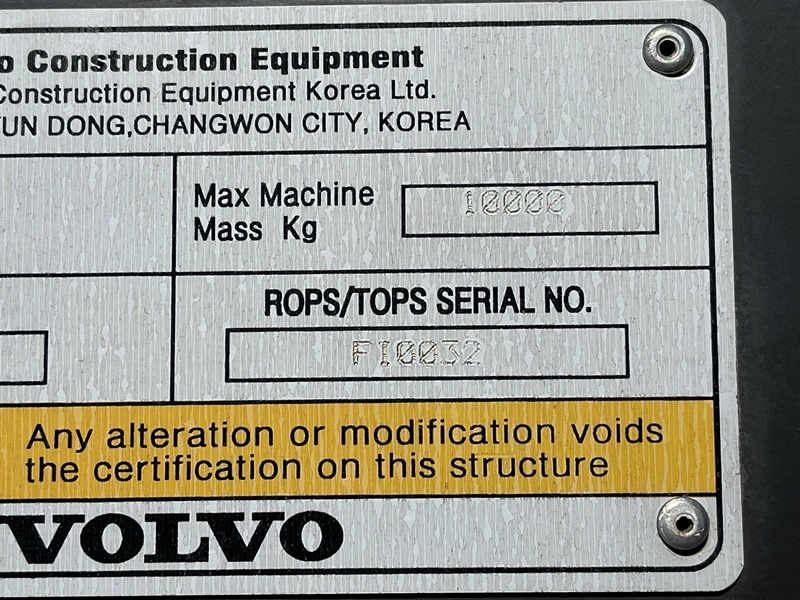 o Construction Equipment
Construction Equipment Korea Ltd.
UN DONG,CHANGWON CITY, KOREA
Max Machine
Mass Kg
10000
ROPS/TOPS SERIAL NO.
FI0032
Any alteration or modification voids
the certification on this structure
VOLVO